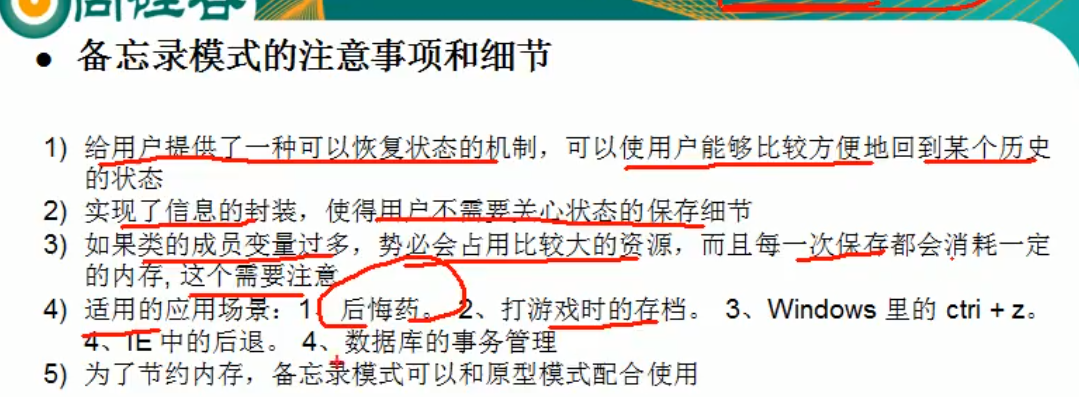 尚硅谷
● 备忘录模式的注意事项和细节
1) 给用户提供了一种可以恢复状态的机制，可以使用户能够比较方便地回到某个历史
的状态
2) 实现了信息的封装，使得用户不需要关心状态的保存细节
3) 如果类的成员变量过多，势必会占用比较大的资源，而且每一次保存都会消耗一定
的内存, 这个需要注意
4) 适用的应用场景：1、后悔药。 2、打游戏时的存档。 3、Windows 里的 ctri + z。
4、IE 中的后退。 4、数据库的事务管理
5) 为了节约内存，备忘录模式可以和原型模式配合使用